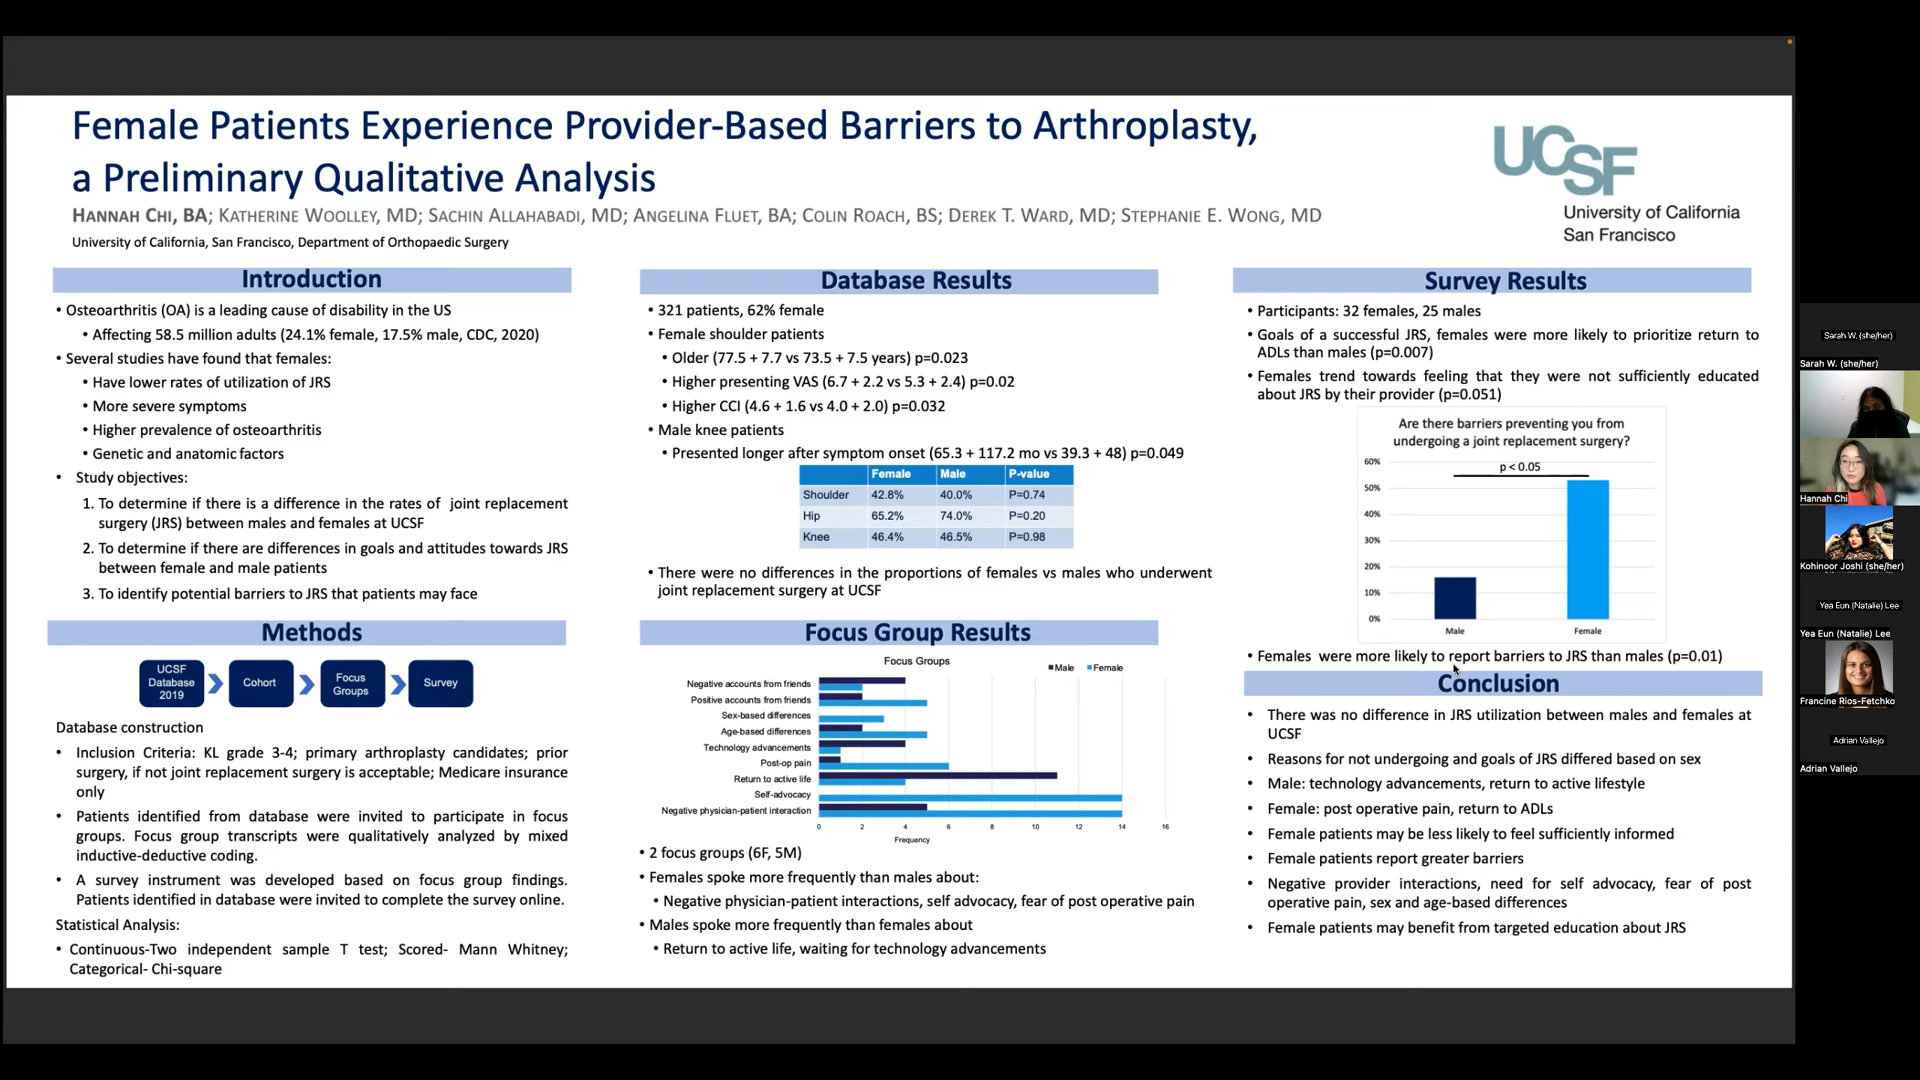 Female Patients Experience Provider-Based Barriers to Arthroplasty,
a Preliminary Qualitative Analysis
HANNAH CHI, BA; KATHERINE WOOLLEY, MD; SACHIN ALLAHABADI, MD; ANGELINA FLUET, BA; COLIN ROACH, BS; DEREK T. WARD, MD; STEPHANIE E. WONG, MD
University of California, San Francisco, Department of Orthopaedic Surgery
UCSF
University of California
San Francisco
Introduction
• Osteoarthritis (OA) is a leading cause of disability in the US
• Affecting 58.5 million adults (24.1% female, 17.5% male, CDC, 2020)
• Several studies have found that females:
• Have lower rates of utilization of JRS
• More severe symptoms
• Higher prevalence of osteoarthritis
• Genetic and anatomic factors
• Study objectives:
1. To determine if there is a difference in the rates of joint replacement
surgery (JRS) between males and females at UCSF
2. To determine if there are differences in goals and attitudes towards JRS
between female and male patients
3. To identify potential barriers to JRS that patients may face
Methods
UCSF
Database
2019
Cohort
Focus
Groups
Survey
Database construction
• Inclusion Criteria: KL grade 3-4; primary arthroplasty candidates; prior
surgery, if not joint replacement surgery is acceptable; Medicare insurance
only
• Patients identified from database were invited to participate in focus
groups. Focus group transcripts were qualitatively analyzed by mixed
inductive-deductive coding.
• A survey instrument was developed based on focus group findings.
Patients identified in database were invited to complete the survey online.
Statistical Analysis:
• Continuous-Two independent sample T test; Scored- Mann Whitney;
Categorical- Chi-square
Database Results
• 321 patients, 62% female
• Female shoulder patients
• Older (77.5 + 7.7 vs 73.5 + 7.5 years) p=0.023
• Higher presenting VAS (6.7 + 2.2 vs 5.3 + 2.4) p=0.02
• Higher CCI (4.6 + 1.6 vs 4.0 + 2.0) p=0.032
• Male knee patients
• Presented longer after symptom onset (65.3 + 117.2 mo vs 39.3 + 48) p=0.049
Female Male P-value
Shoulder 42.8% 40.0% P=0.74
Hip 65.2% 74.0% P=0.20
Knee 46.4% 46.5% P=0.98
• There were no differences in the proportions of females vs males who underwent
joint replacement surgery at UCSF
Focus Group Results
Focus Groups
Male Female
Negative accounts from friends
Positive accounts from friends
Sex-based differences
Age-based differences
Technology advancements
Post-op pain
Return to active life
Self-advocacy
Negative physician-patient interaction
0 2 4 6 8 10 12 14 16
Frequency
• 2 focus groups (6F, 5M)
• Females spoke more frequently than males about:
• Negative physician-patient interactions, self advocacy, fear of post operative pain
• Males spoke more frequently than females about
• Return to active life, waiting for technology advancements
Survey Results
• Participants: 32 females, 25 males
• Goals of a successful JRS, females were more likely to prioritize return to
ADLs than males (p=0.007)
• Females trend towards feeling that they were not sufficiently educated
about JRS by their provider (p=0.051)
Are there barriers preventing you from
undergoing a joint replacement surgery?
p < 0.05
60%
50%
40%
30%
20%
10%
0%
Male Female
• Females were more likely to report barriers to JRS than males (p=0.01)
Conclusion
• There was no difference in JRS utilization between males and females at
UCSF
• Reasons for not undergoing and goals of JRS differed based on sex
• Male: technology advancements, return to active lifestyle
• Female: post operative pain, return to ADLs
• Female patients may be less likely to feel sufficiently informed
• Female patients report greater barriers
• Negative provider interactions, need for self advocacy, fear of post
operative pain, sex and age-based differences
• Female patients may benefit from targeted education about JRS
Sarah W. (she/her)
Sarah W. (she/her)
Hannah Chi
Kohinoor Joshi (she/her)
Yea Eun (Natalie) Lee
Yea Eun (Natalie) Lee
Francine Rios-Fetchko
Adrian Vallejo
Adrian Vallejo